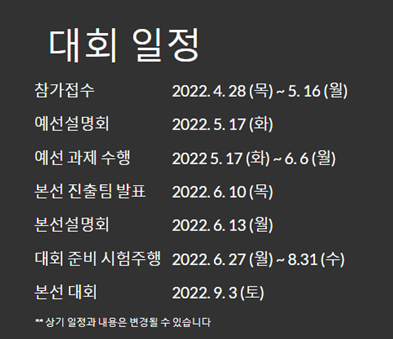 대회 일정
참가접수 2022. 4. 28 (목) ~ 5. 16 (월)
예선설명회 2022. 5. 17 (화)
예선 과제 수행 2022 5. 17 (화) ~ 6. 6 (월)
본선 진출팀 발표 2022. 6. 10 (목)
본선설명회 2022. 6. 13 (월)
대회 준비 시험주행 2022. 6. 27 (월) ~ 8.31 (수)
본선 대회 2022. 9. 3 (토)
** 상기 일정과 내용은 변경될 수 있습니다